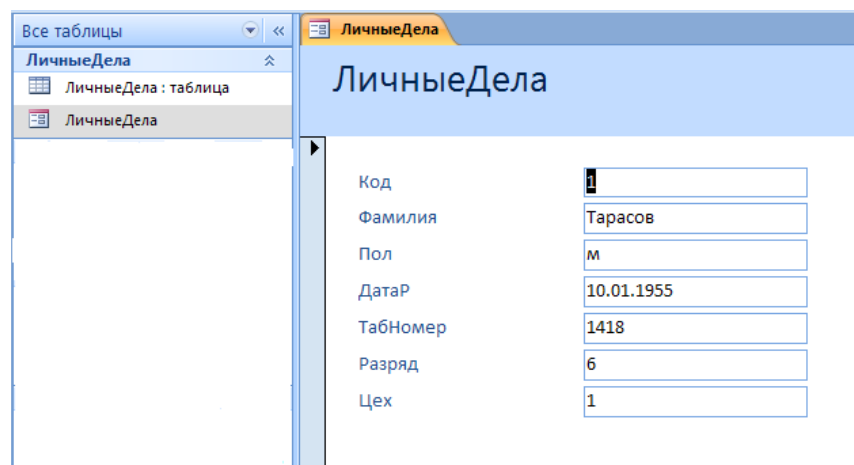 Все таблицы
ЛичныеДела
ЛичныеДела : таблица
ЛичныеДела
ЛичныеДела
ЛичныеДела
Код 1
Фамилия Тарасов
Пол м
ДатаР 10.01.1955
ТабНомер 1418
Разряд 6
Цех 1